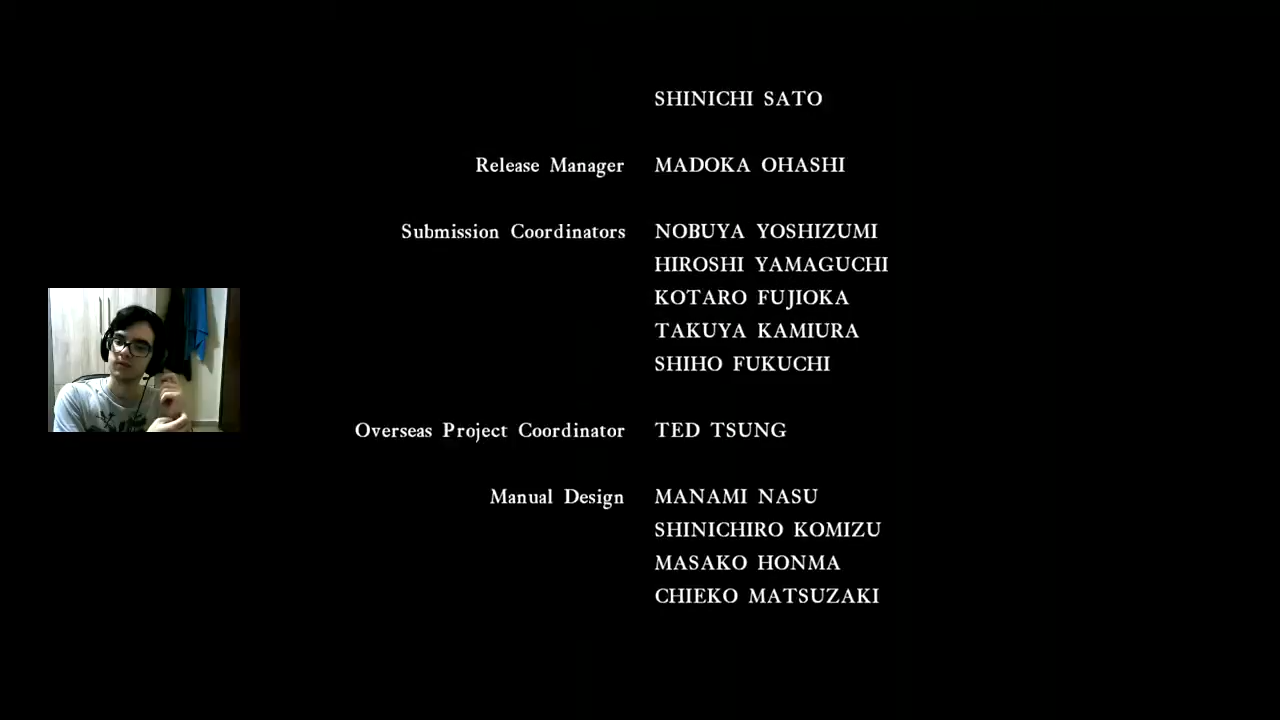 SHINICHI SATO
Release Manager MADOKA OHASHI
Submission Coordinators NOBUYA YOSHIZUMI
HIROSHI YAMAGUCHI
KOTARO FUJIOKA
TAKUYA KAMIURA
SHIHO FUKUCHI
Overseas Project Coordinator TED TSUNG
Manual Design MANAMI NASU
SHINICHIRO KOMIZU
MASAKO HONMA
CHIEKO MATSUZAKI